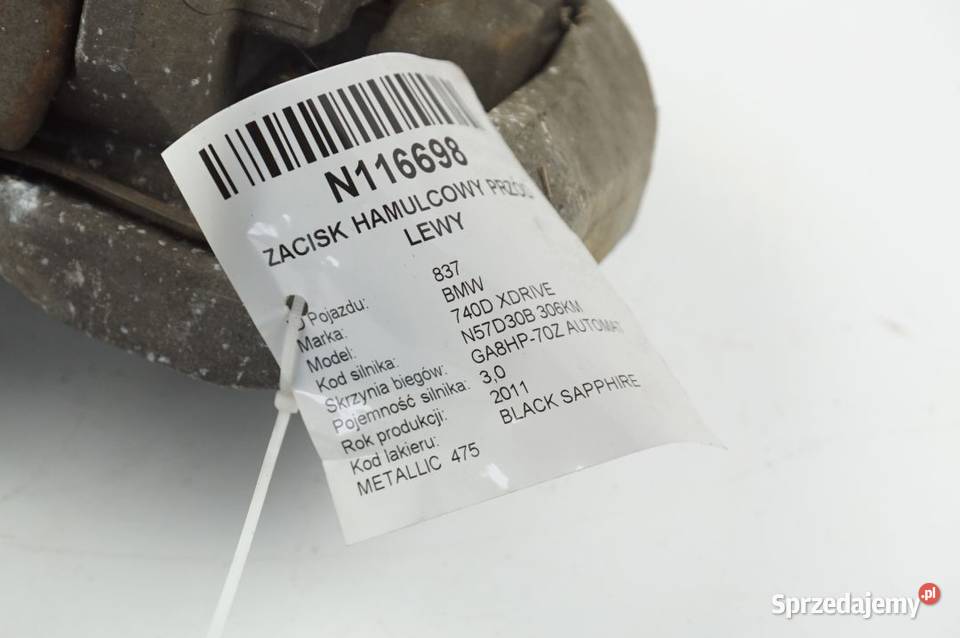 N116698
ZACISK HAMULCOWY PRZÓD
LEWY
D Pojazdu: 837
Marka: BMW
Model: 740D XDRIVE
Kod silnika: N57D30B 306KM
Skrzynia biegów: GA8HP-70Z AUTOMAT
Pojemność silnika: 3,0
Rok produkcji: 2011
Kod lakieru: BLACK SAPPHIRE
METALLIC 475
Sprzedajemy.pl